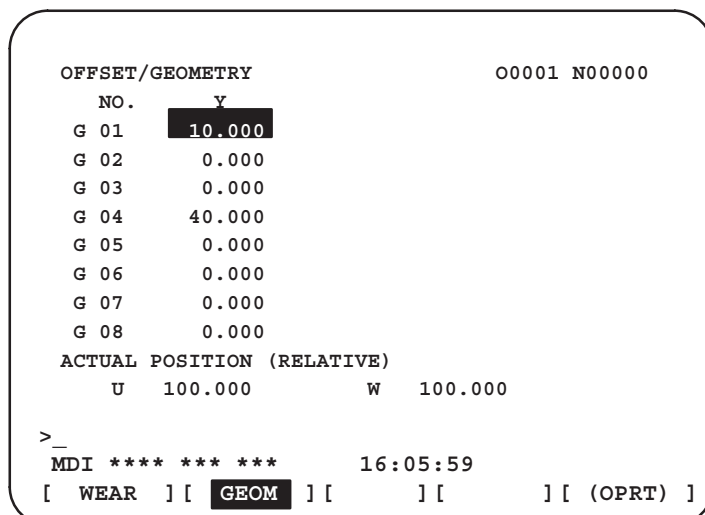 OFFSET/GEOMETRY O0001 N00000
NO. Y
G 01 10.000
G 02 0.000
G 03 0.000
G 04 40.000
G 05 0.000
G 06 0.000
G 07 0.000
G 08 0.000
ACTUAL POSITION (RELATIVE)
U 100.000 W 100.000
>_
MDI **** *** *** 16:05:59
[ WEAR ] [ GEOM ] [ ] [ ] [ (OPRT) ]